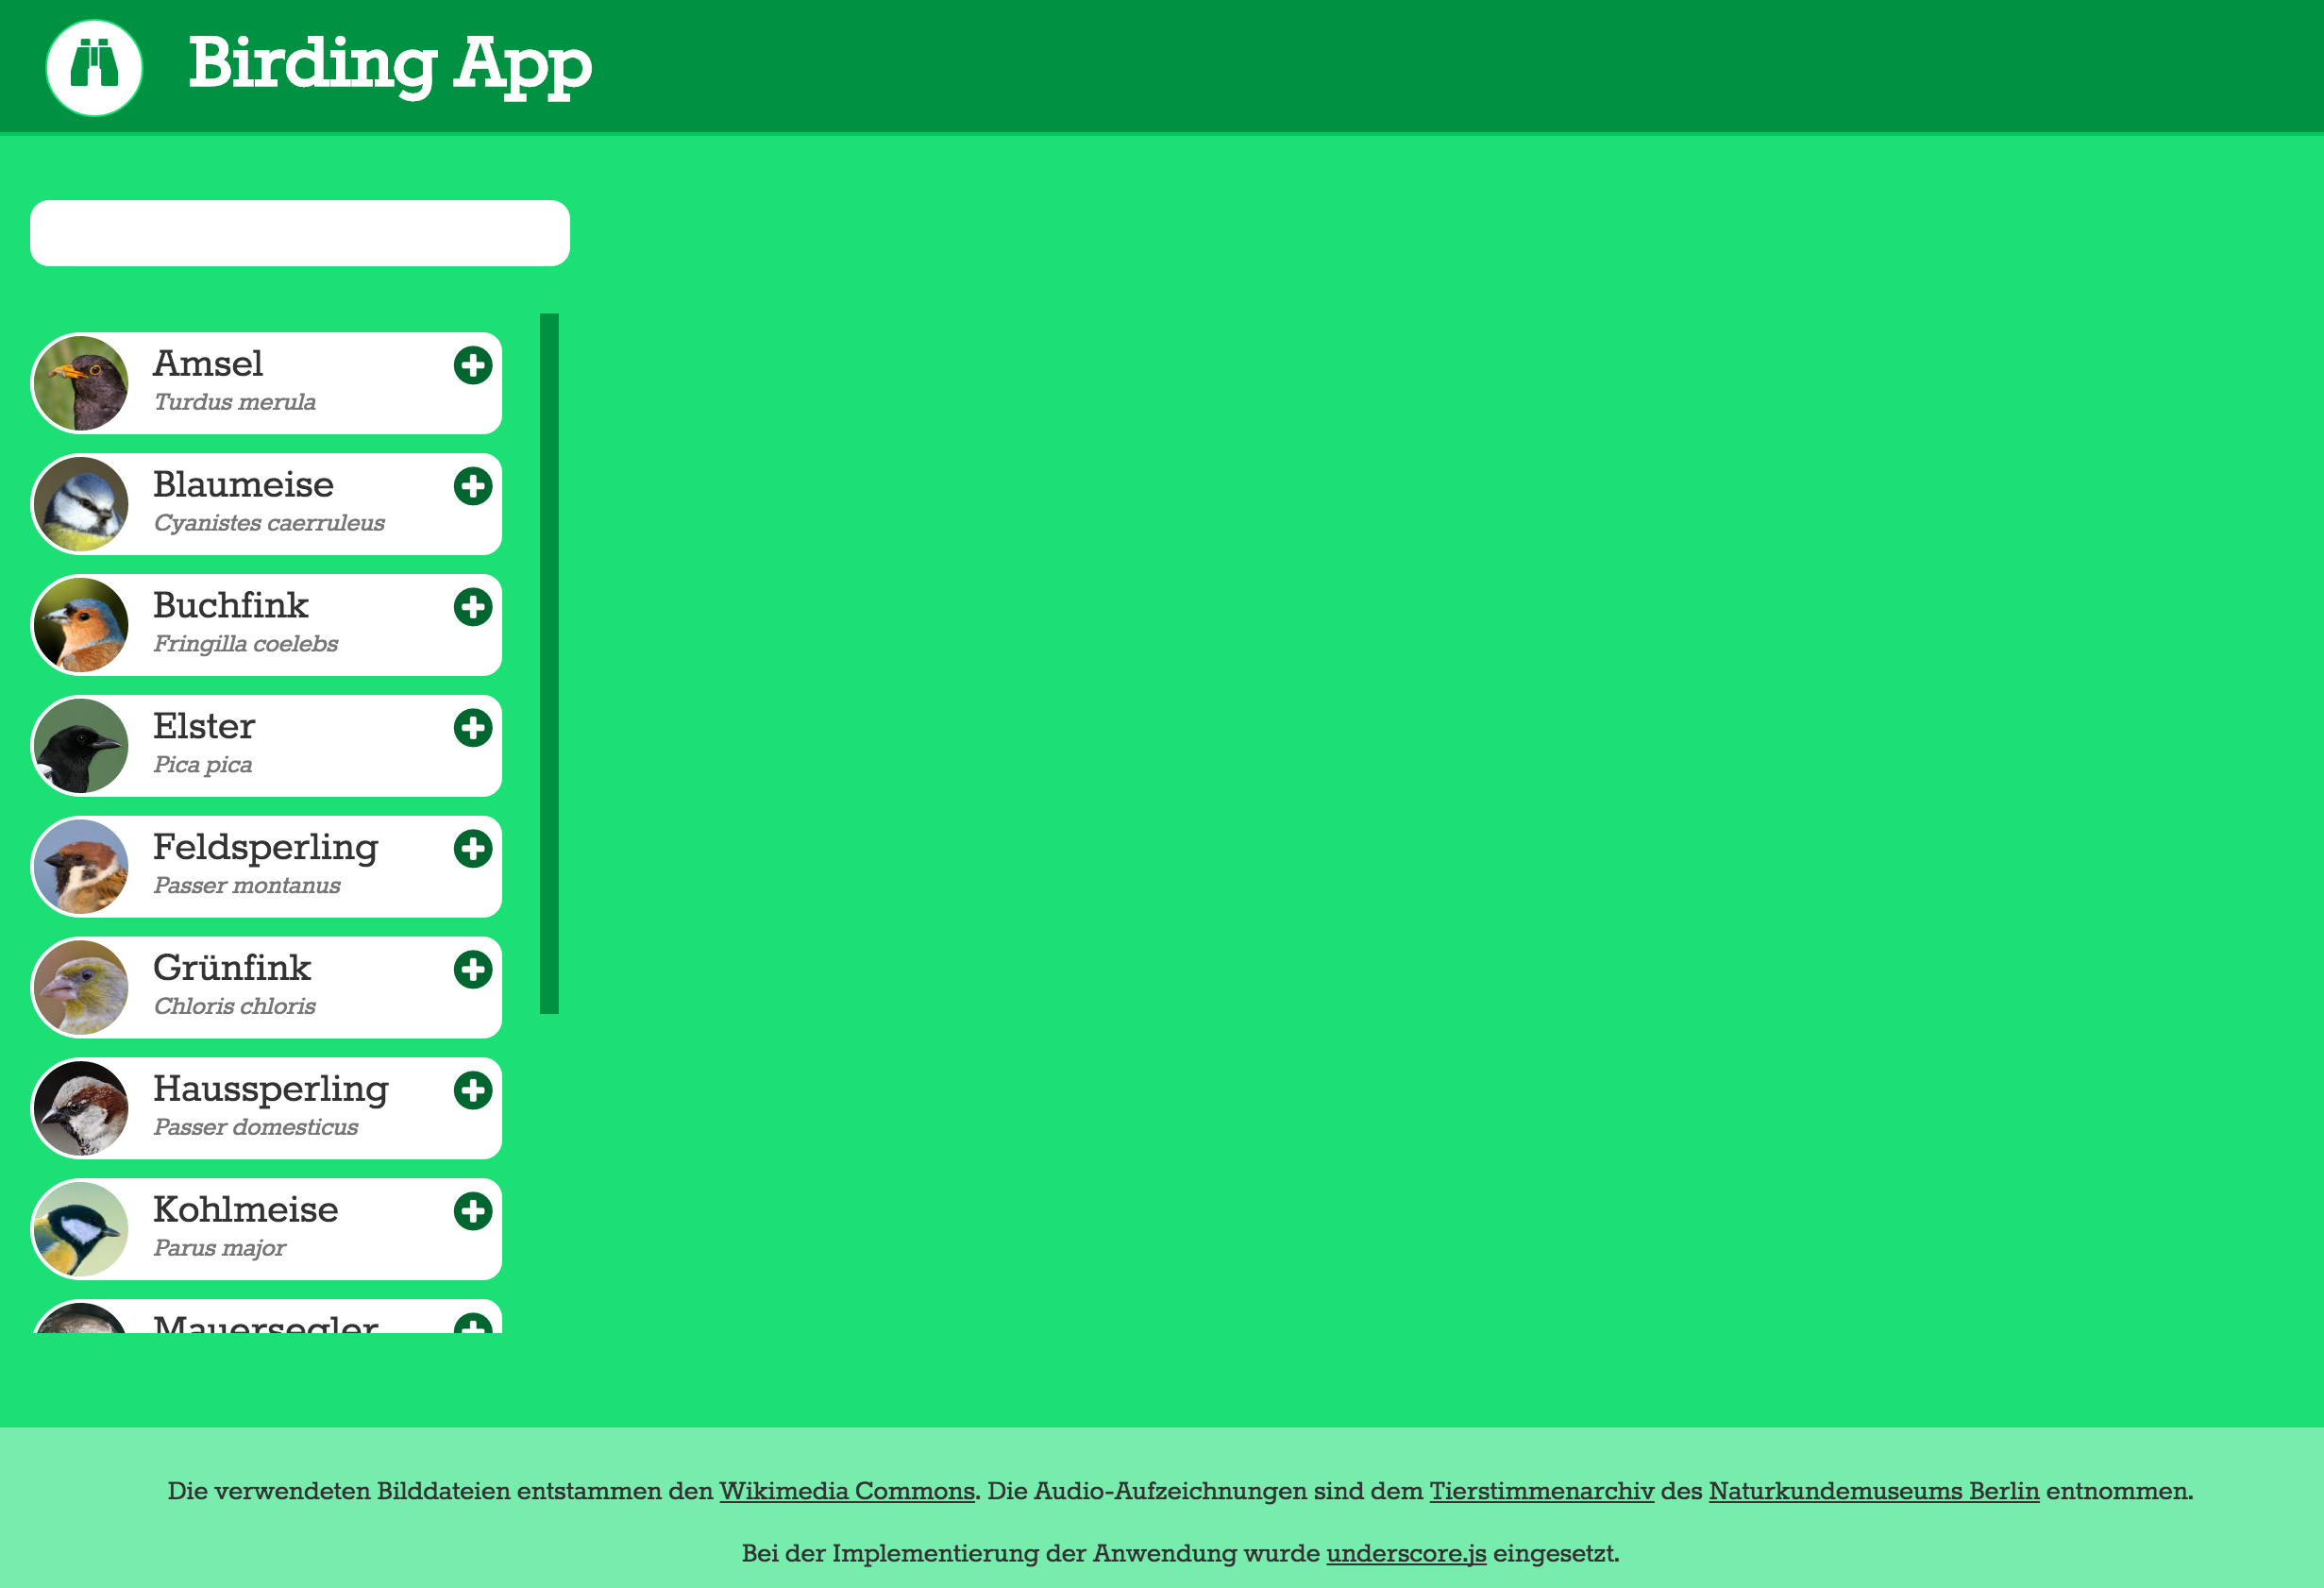 Birding App
Amsel
Turdus merula
Blaumeise
Cyanistes caerruleus
Buchfink
Fringilla coelebs
Elster
Pica pica
Feldsperling
Passer montanus
Grünfink
Chloris chloris
Haussperling
Passer domesticus
Kohlmeise
Parus major
Mauersegler
Die verwendeten Bilddateien entstammen den Wikimedia Commons. Die Audio-Aufzeichnungen sind dem Tierstimmenarchiv des Naturkundemuseums Berlin entnommen.
Bei der Implementierung der Anwendung wurde underscore.js eingesetzt.